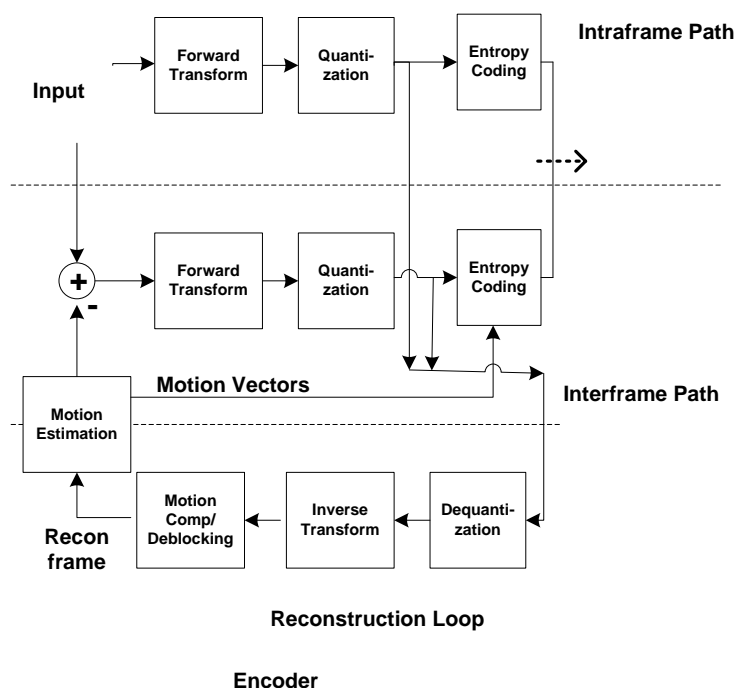 Intraframe Path
Input
Forward
Transform
Quanti-
zation
Entropy
Coding
+
-
Forward
Transform
Quanti-
zation
Entropy
Coding
Motion Vectors
Interframe Path
Motion
Estimation
Recon
frame
Motion
Comp/
Deblocking
Inverse
Transform
Dequanti-
zation
Reconstruction Loop
Encoder